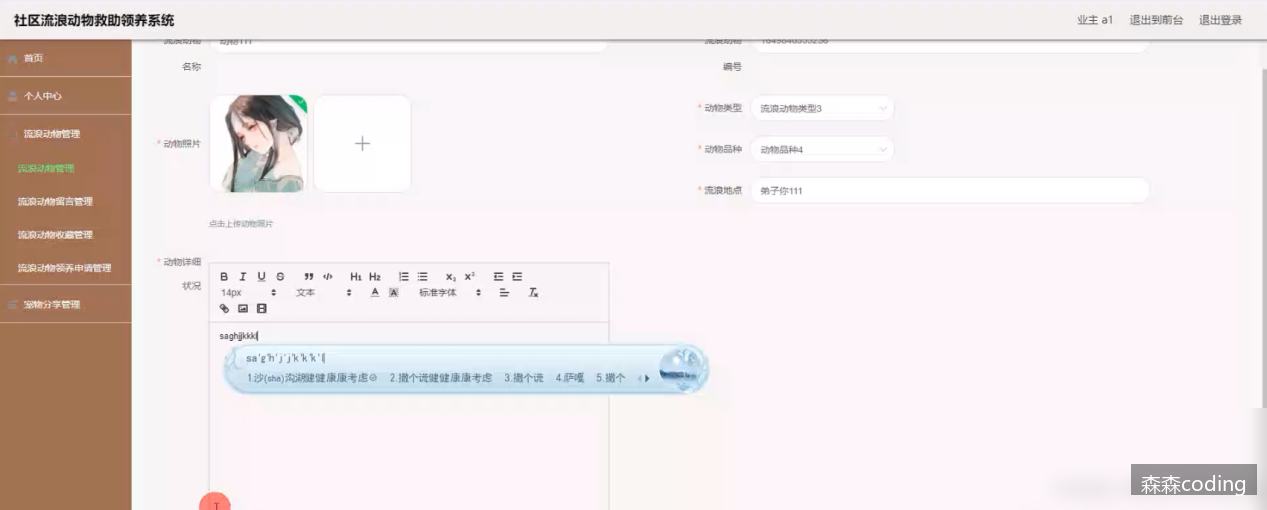 社区流浪动物救助领养系统
业主 a1 退出到前台 退出登录
首页
个人中心
流浪动物管理
流浪动物管理
流浪动物留言管理
流浪动物收藏管理
流浪动物领养申请管理
宠物分享管理
流浪动物 动物111
名称
流浪动物
编号
* 动物照片
点击上传动物照片
* 动物类型 流浪动物类型3
* 动物品种 动物品种4
* 流浪地点 弟子你111
* 动物详细
状况
B I U S ” </> H1 H2 X2 X²
14px 文本 A A 标准字体 Tx
saghjjkkkl
sa'g'h'j'j'k'k'k'l
1.沙(sha)沟湖健健康康考虑 2.撒个谎健健康康考虑 3.撒个谎 4.萨嘎 5.撒个
森森coding